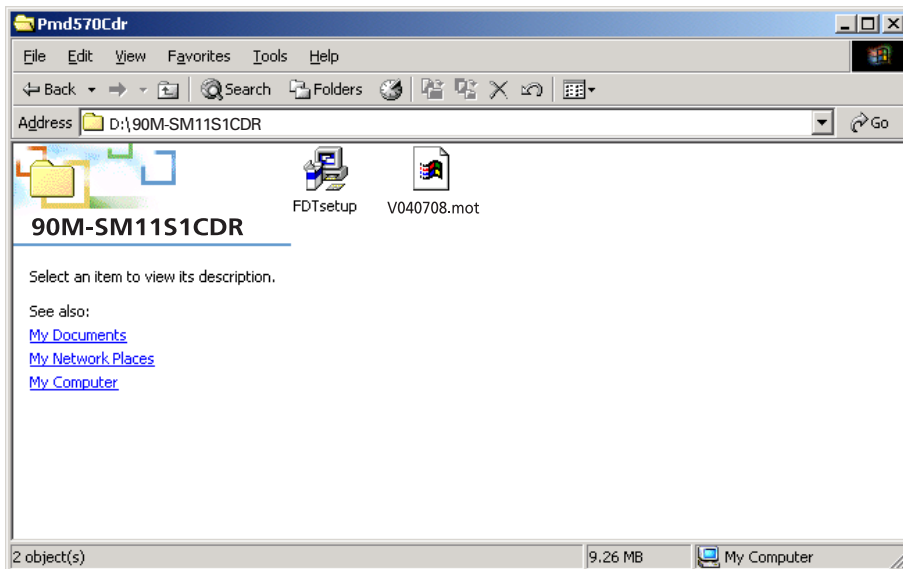 Pmd570Cdr
File Edit View Favorites Tools Help
Back Search Folders
Address D:\90M-SM11S1CDR Go
FDTsetup V040708.mot
90M-SM11S1CDR
Select an item to view its description.
See also:
My Documents
My Network Places
My Computer
2 object(s) 9.26 MB My Computer